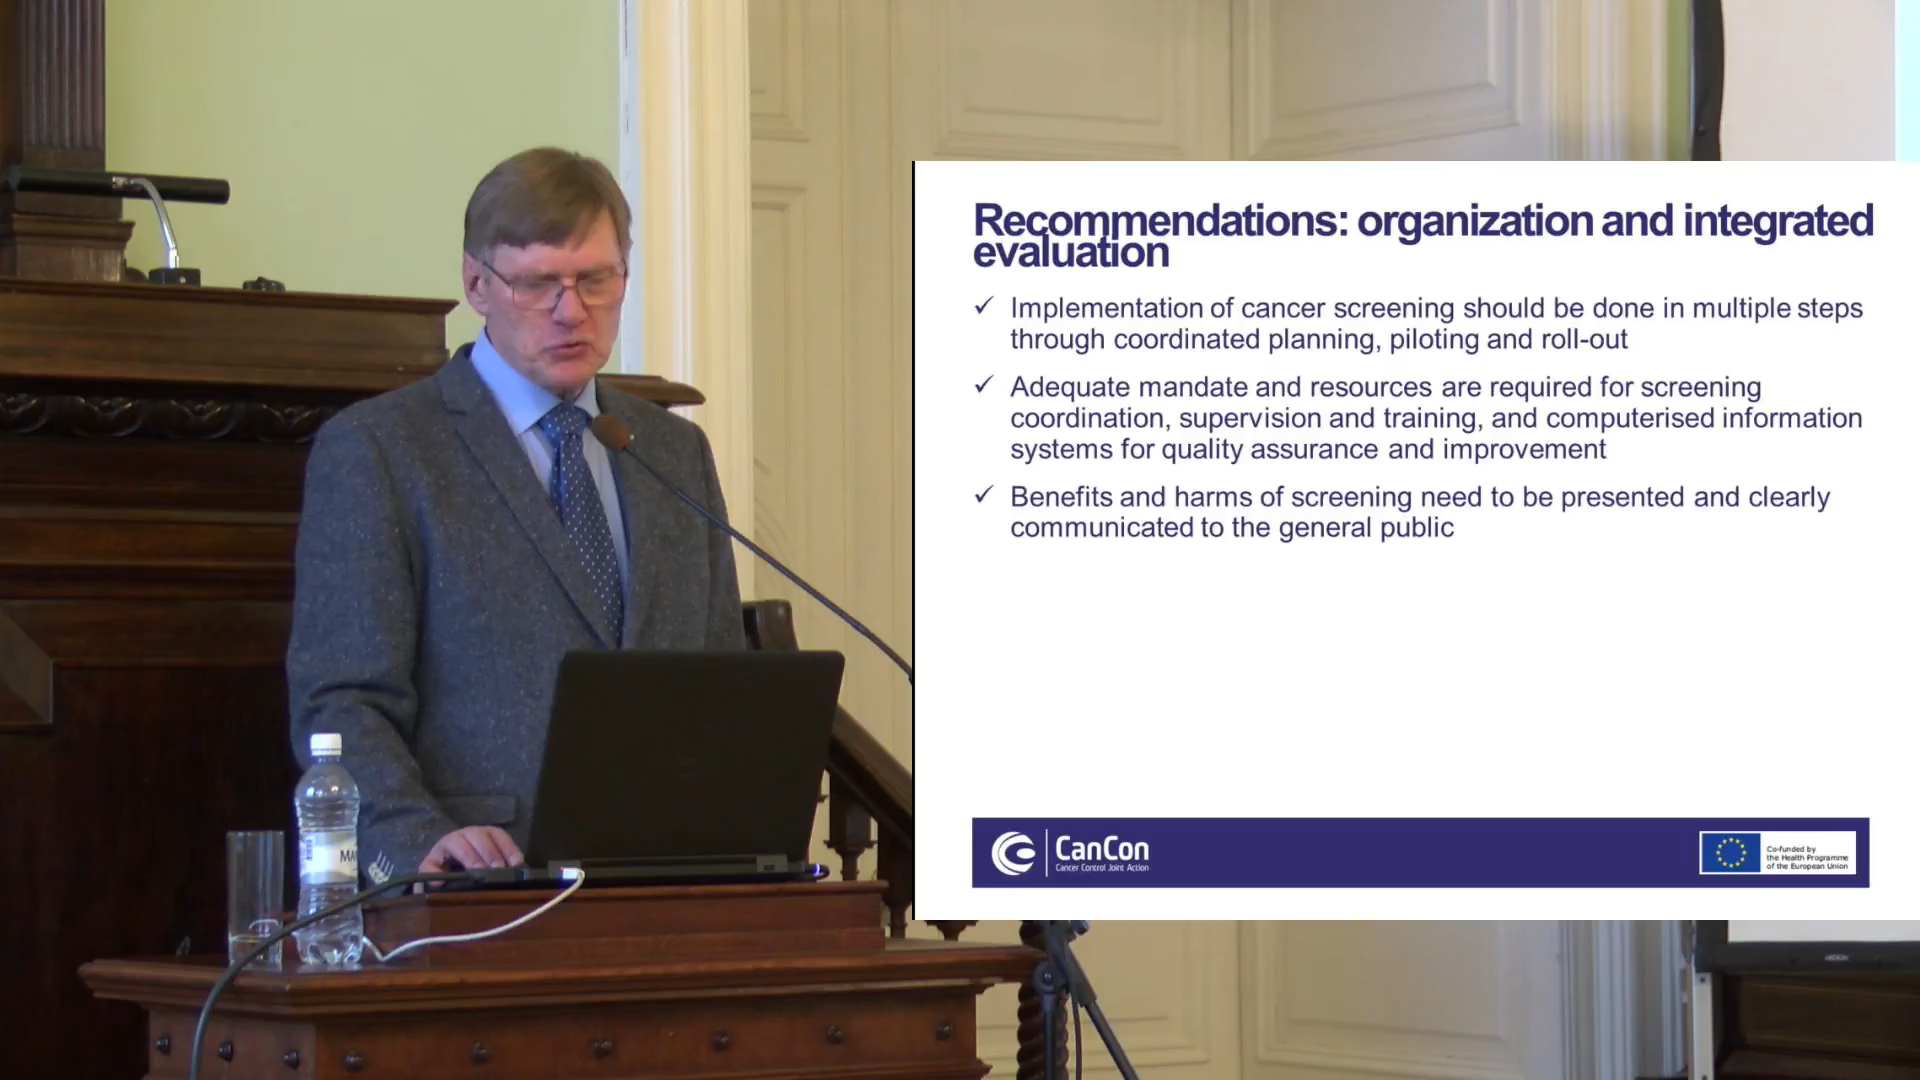 Recommendations: organization and integrated
evaluation
✓ Implementation of cancer screening should be done in multiple steps
through coordinated planning, piloting and roll-out
✓ Adequate mandate and resources are required for screening
coordination, supervision and training, and computerised information
systems for quality assurance and improvement
✓ Benefits and harms of screening need to be presented and clearly
communicated to the general public
CanCon
Cancer Control Joint Action
Co-funded by
the Health Programme
of the European Union